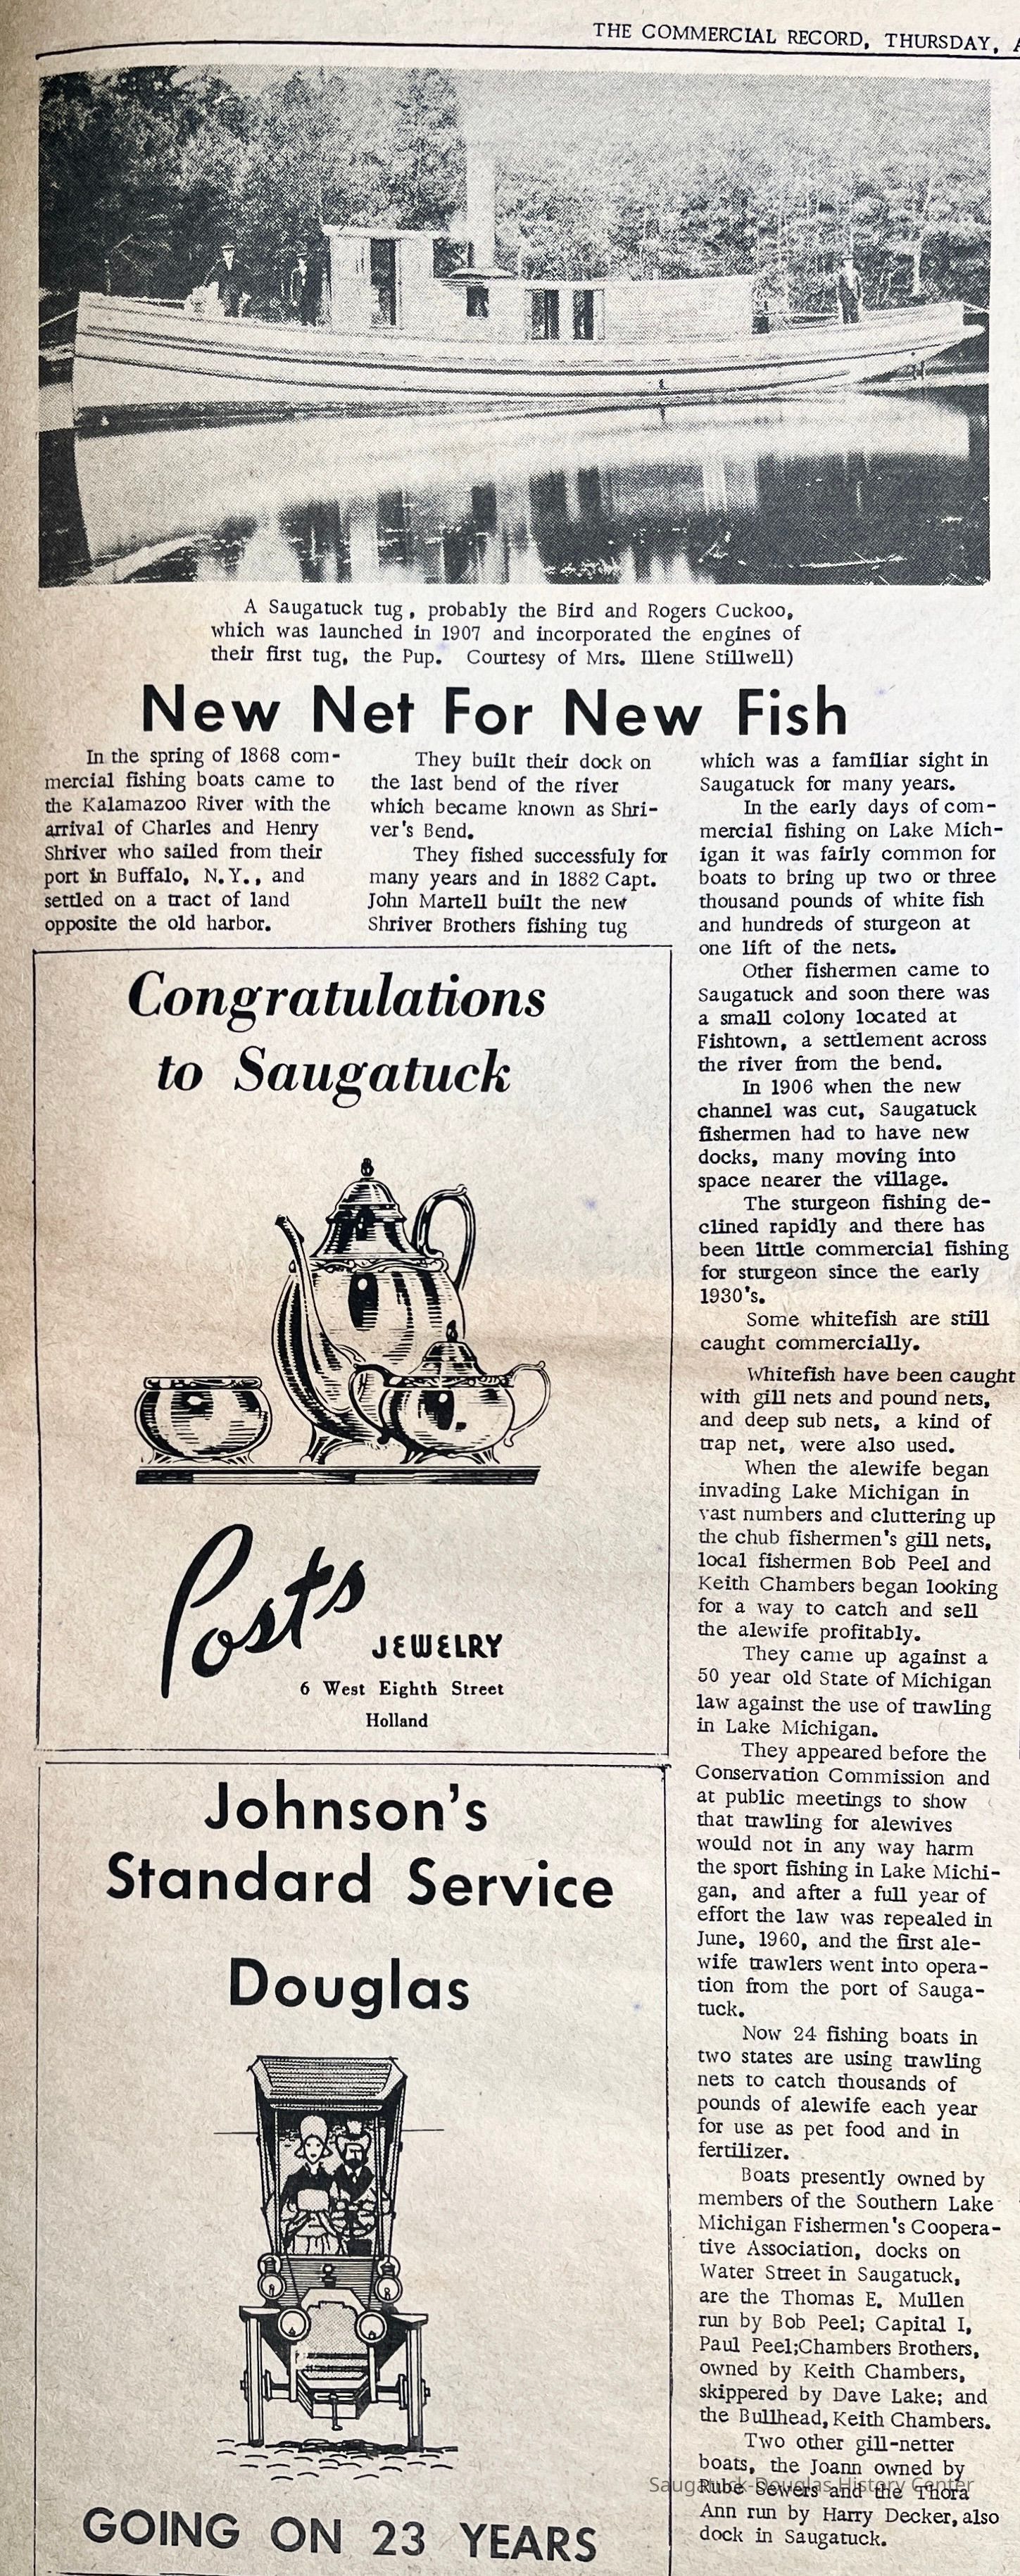 THE COMMERCIAL RECORD, THURSDAY,
A Saugatuck tug, probably the Bird and Rogers Cuckoo,
which was launched in 1907 and incorporated the engines of
their first tug, the Pup. Courtesy of Mrs. Illene Stillwell)
New Net For New Fish
In the spring of 1868 com-
mercial fishing boats came to
the Kalamazoo River with the
arrival of Charles and Henry
Shriver who sailed from their
port in Buffalo, N.Y., and
settled on a tract of land
opposite the old harbor.
They built their dock on
the last bend of the river
which became known as Shri-
ver's Bend.
They fished successfuly for
many years and in 1882 Capt.
John Martell built the new
Shriver Brothers fishing tug
which was a familiar sight in
Saugatuck for many years.
In the early days of com-
mercial fishing on Lake Mich-
igan it was fairly common for
boats to bring up two or three
thousand pounds of white fish
and hundreds of sturgeon at
one lift of the nets.
Other fishermen came to
Saugatuck and soon there was
a small colony located at
Fishtown, a settlement across
the river from the bend.
In 1906 when the new
channel was cut, Saugatuck
fishermen had to have new
docks, many moving into
space nearer the village.
The sturgeon fishing de-
clined rapidly and there has
been little commercial fishing
for sturgeon since the early
1930's.
Some whitefish are still
caught commercially.
Whitefish have been caught
with gill nets and pound nets,
and deep sub nets, a kind of
trap net, were also used.
When the alewife began
invading Lake Michigan in
vast numbers and cluttering up
the chub fishermen's gill nets,
local fishermen Bob Peel and
Keith Chambers began looking
for a way to catch and sell
the alewife profitably.
They came up against a
50 year old State of Michigan
law against the use of trawling
in Lake Michigan.
They appeared before the
Conservation Commission and
at public meetings to show
that trawling for alewives
would not in any way harm
the sport fishing in Lake Michi-
gan, and after a full year of
effort the law was repealed in
June, 1960, and the first ale-
wife trawlers went into opera-
tion from the port of Sauga-
tuck.
Now 24 fishing boats in
two states are using trawling
nets to catch thousands of
pounds of alewife each year
for use as pet food and in
fertilizer.
Boats presently owned by
members of the Southern Lake
Michigan Fishermen's Coopera-
tive Association, docks on
Water Street in Saugatuck,
are the Thomas E. Mullen
run by Bob Peel; Capital I,
Paul Peel;Chambers Brothers,
owned by Keith Chambers,
skippered by Dave Lake; and
the Bullhead, Keith Chambers.
Two other gill-netter
boats, the Joann owned by
Rube Sewers and the Thora
Ann run by Harry Decker, also
dock in Saugatuck.
Congratulations
to Saugatuck
Posts
JEWELRY
6 West Eighth Street
Holland
Johnson's
Standard Service
Douglas
GOING ON 23 YEARS
Saugatuck-Douglas History Center